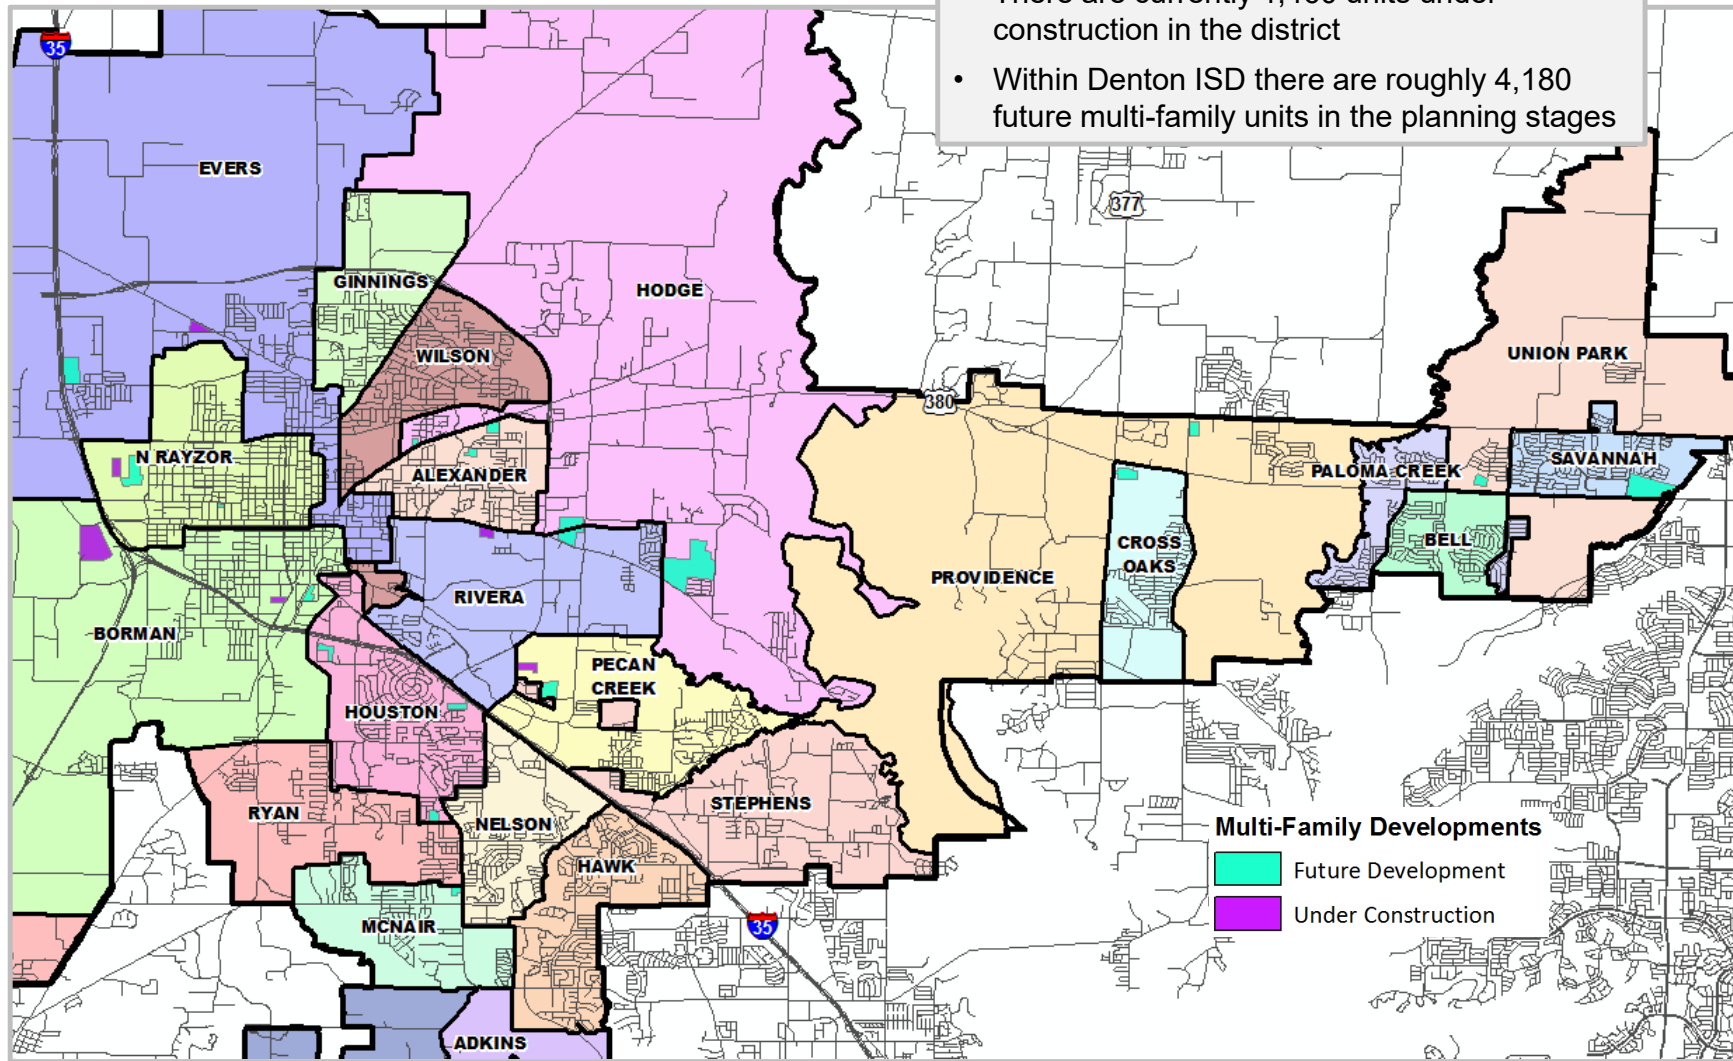 construction in the district
• Within Denton ISD there are roughly 4,180
future multi-family units in the planning stages
35
EVERS
377
GINNINGS
HODGE
WILSON
UNION PARK
380
N RAYZOR
ALEXANDER
PALOMA CREEK
SAVANNAH
CROSS
OAKS
BELL
PROVIDENCE
RIVERA
BORMAN
PECAN
CREEK
HOUSTON
RYAN
NELSON
STEPHENS
HAWK
MCNAIR
35
ADKINS
Multi-Family Developments
Future Development
Under Construction